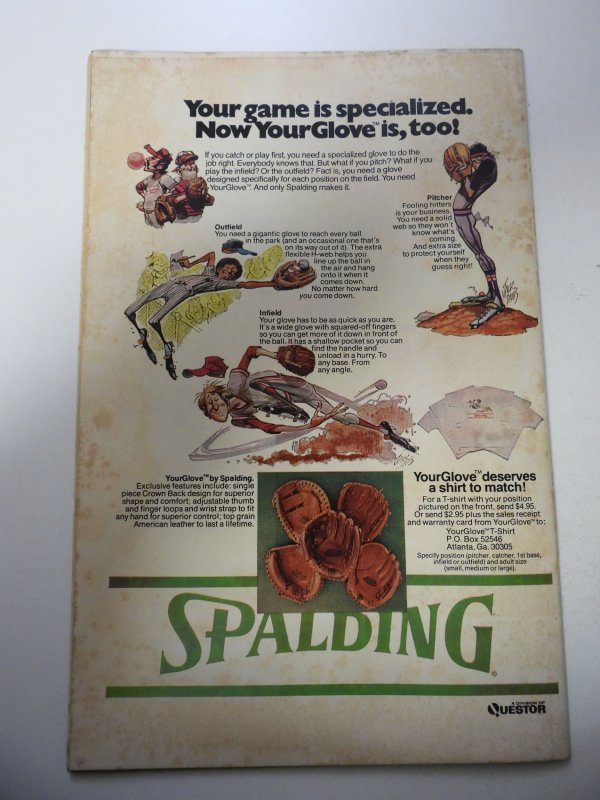 Your game is specialized.
Now YourGlove™ is, too!
If you catch or play first, you need a specialized glove to do the
job right. Everybody knows that. But what if you pitch? What if you
play the infield? Or the outfield? Fact is, you need a glove
designed specifically for each position on the field. You need
YourGlove™. And only Spalding makes it.
Pitcher
Fooling hitters
is your business.
You need a solid
web so they won't
know what's
coming.
And extra size
to protect yourself
when they
guess right!
Outfield
You need a gigantic glove to reach every ball
in the park (and an occasional one that's
on its way out of it). The extra
flexible H-web helps you
line up the ball in
the air and hang
onto it when it
comes down.
No matter how hard
you come down.
Infield
Your glove has to be as quick as you are.
It's a wide glove with squared-off fingers
so you can get more of it down in front of
the ball. It has a shallow pocket so you can
find the handle and
unload in a hurry. To
any base. From
any angle.
YourGlove™ by Spalding.
Exclusive features include: single
piece Crown Back design for superior
shape and comfort; adjustable thumb
and finger loops and wrist strap to fit
any hand for superior control; top grain
American leather to last a lifetime.
YourGlove™ deserves
a shirt to match!
For a T-shirt with your position
pictured on the front, send $4.95.
Or send $2.95 plus the sales receipt
and warranty card from YourGlove™ to:
YourGlove™ T-Shirt
P.O. Box 52546
Atlanta, Ga. 30305
Specify position (pitcher, catcher, 1st base,
infield or outfield) and adult size
(small, medium or large).
SPALDING®
A DIVISION OF
QUESTOR